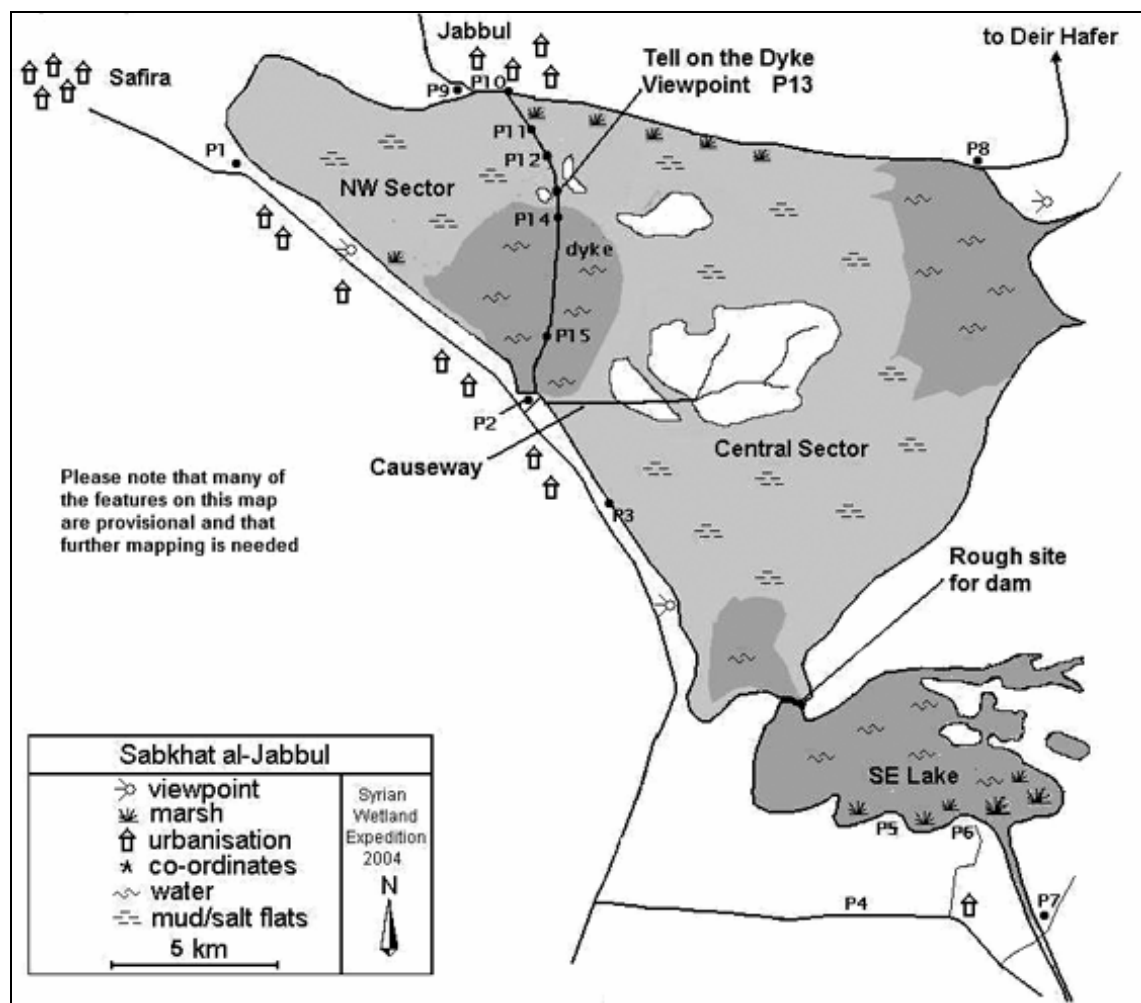 Jabbul
to Deir Hafer
Safira
Tell on the Dyke
Viewpoint P13
P9
P10
P11
P1
P12
P8
NW Sector
P14
dyke
P15
P2
Causeway
Central Sector
Please note that many of
the features on this map
are provisional and that
further mapping is needed
P3
Rough site
for dam
SE Lake
P5
P6
P4
P7
Sabkhat al-Jabbul
viewpoint
marsh
urbanisation
co-ordinates
water
mud/salt flats
5 km
Syrian
Wetland
Expedition
2004
N